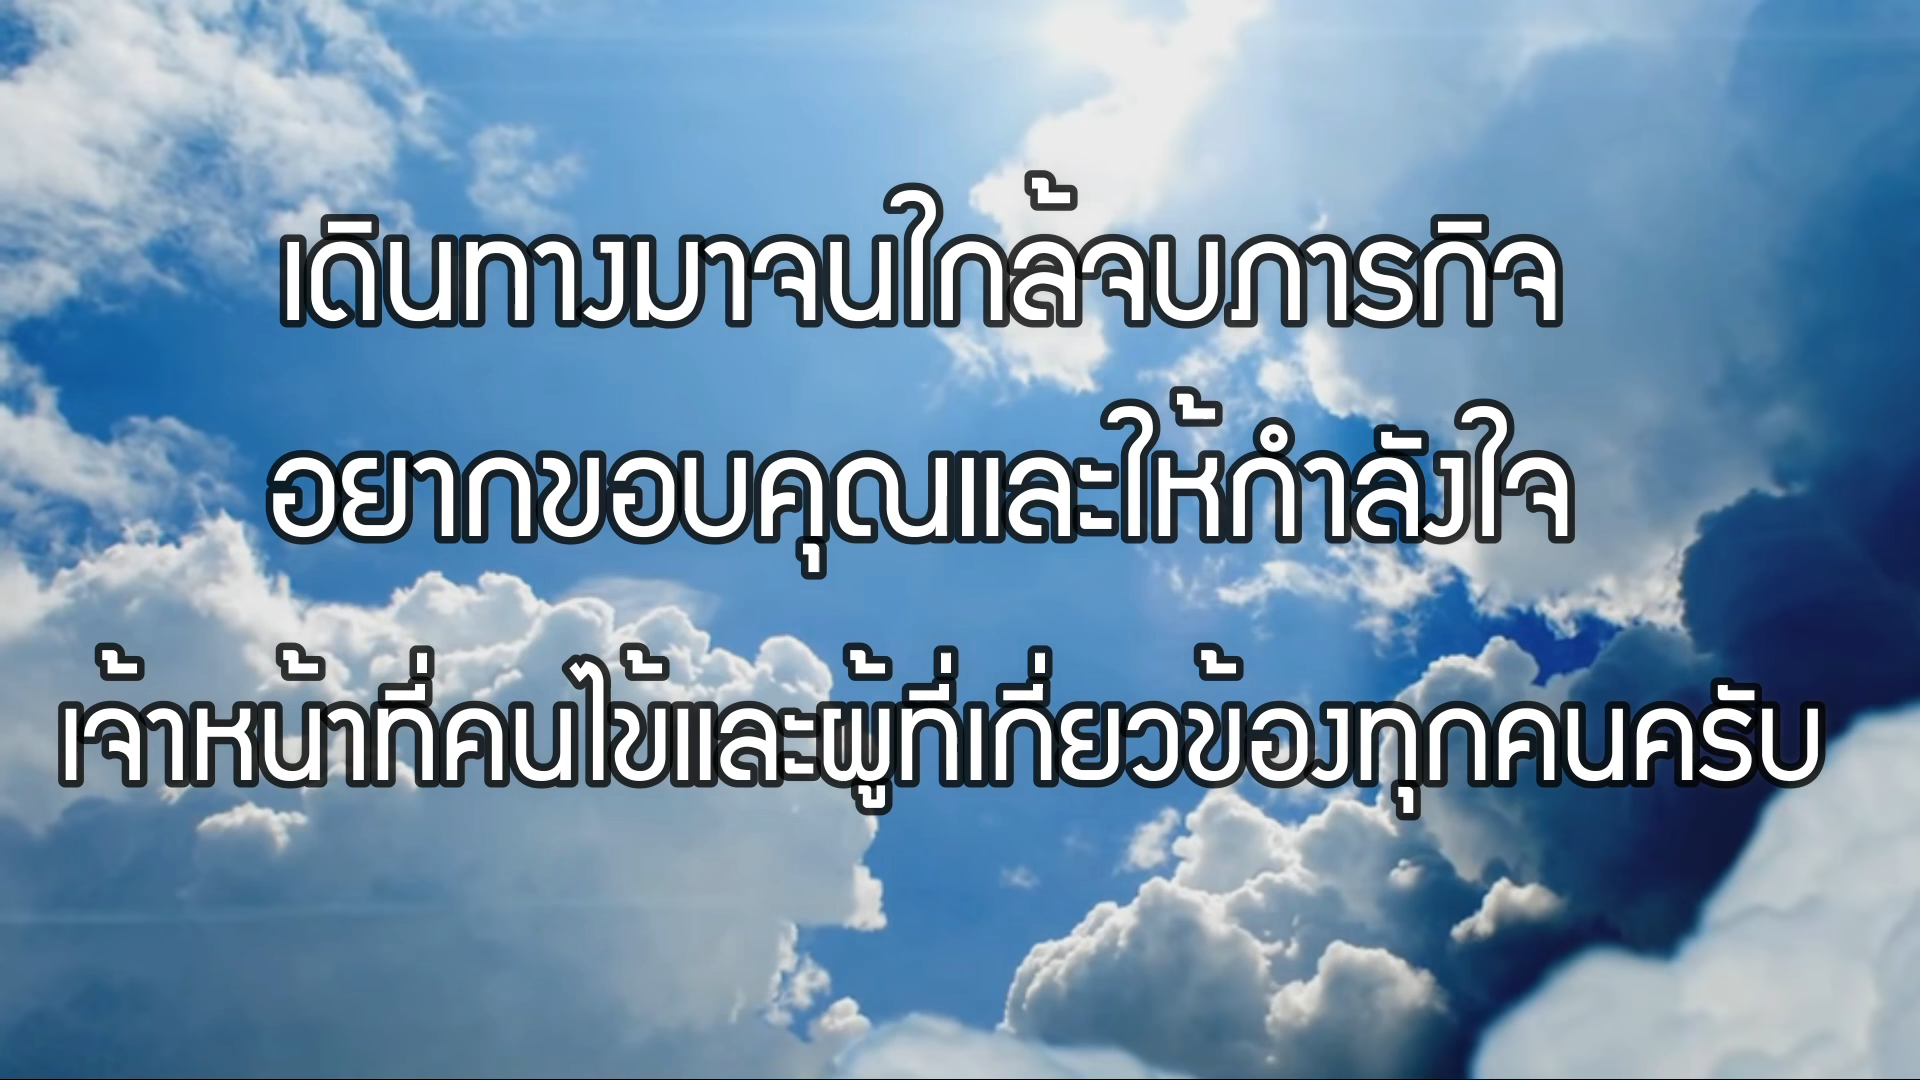 เดินทางมาจนใกล้จบภารกิจ
อยากขอบคุณและให้กำลังใจ
เจ้าหน้าที่คนไข้และผู้ที่เกี่ยวข้องทุกคนครับ